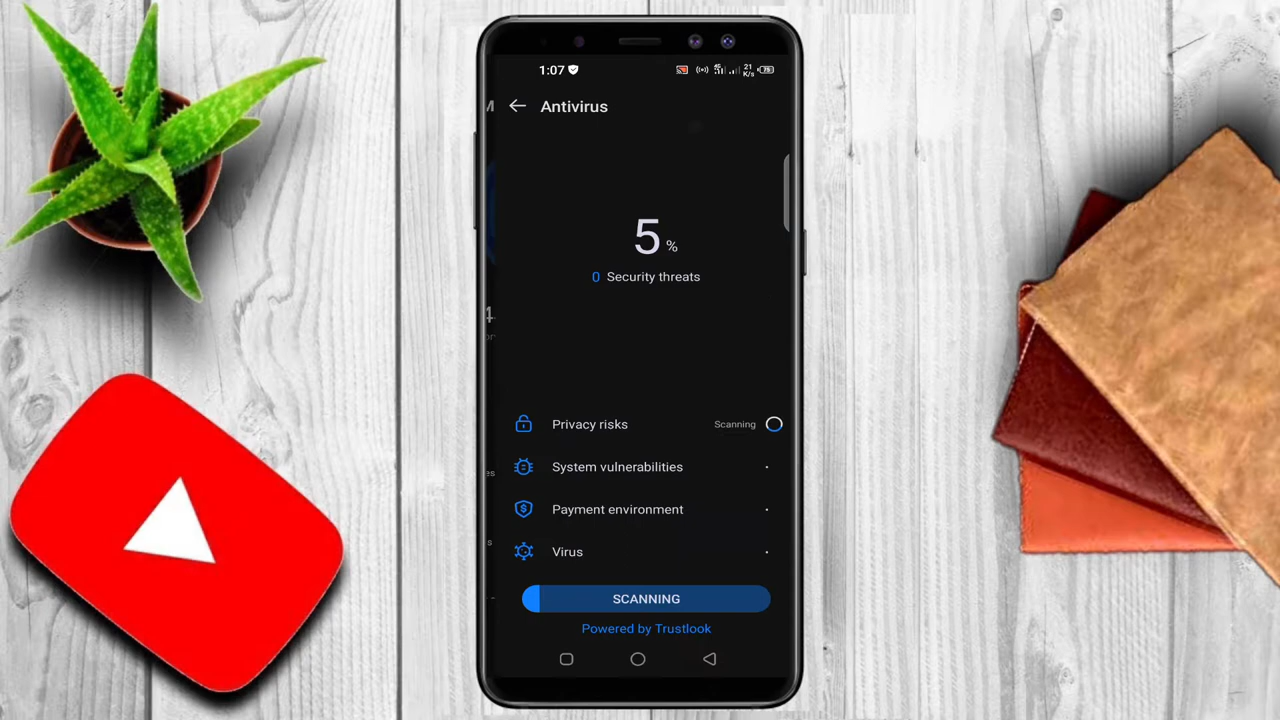 1:07
21
K/s
Antivirus
5 %
0 Security threats
Privacy risks Scanning
System vulnerabilities
Payment environment
Virus
SCANNING
Powered by Trustlook